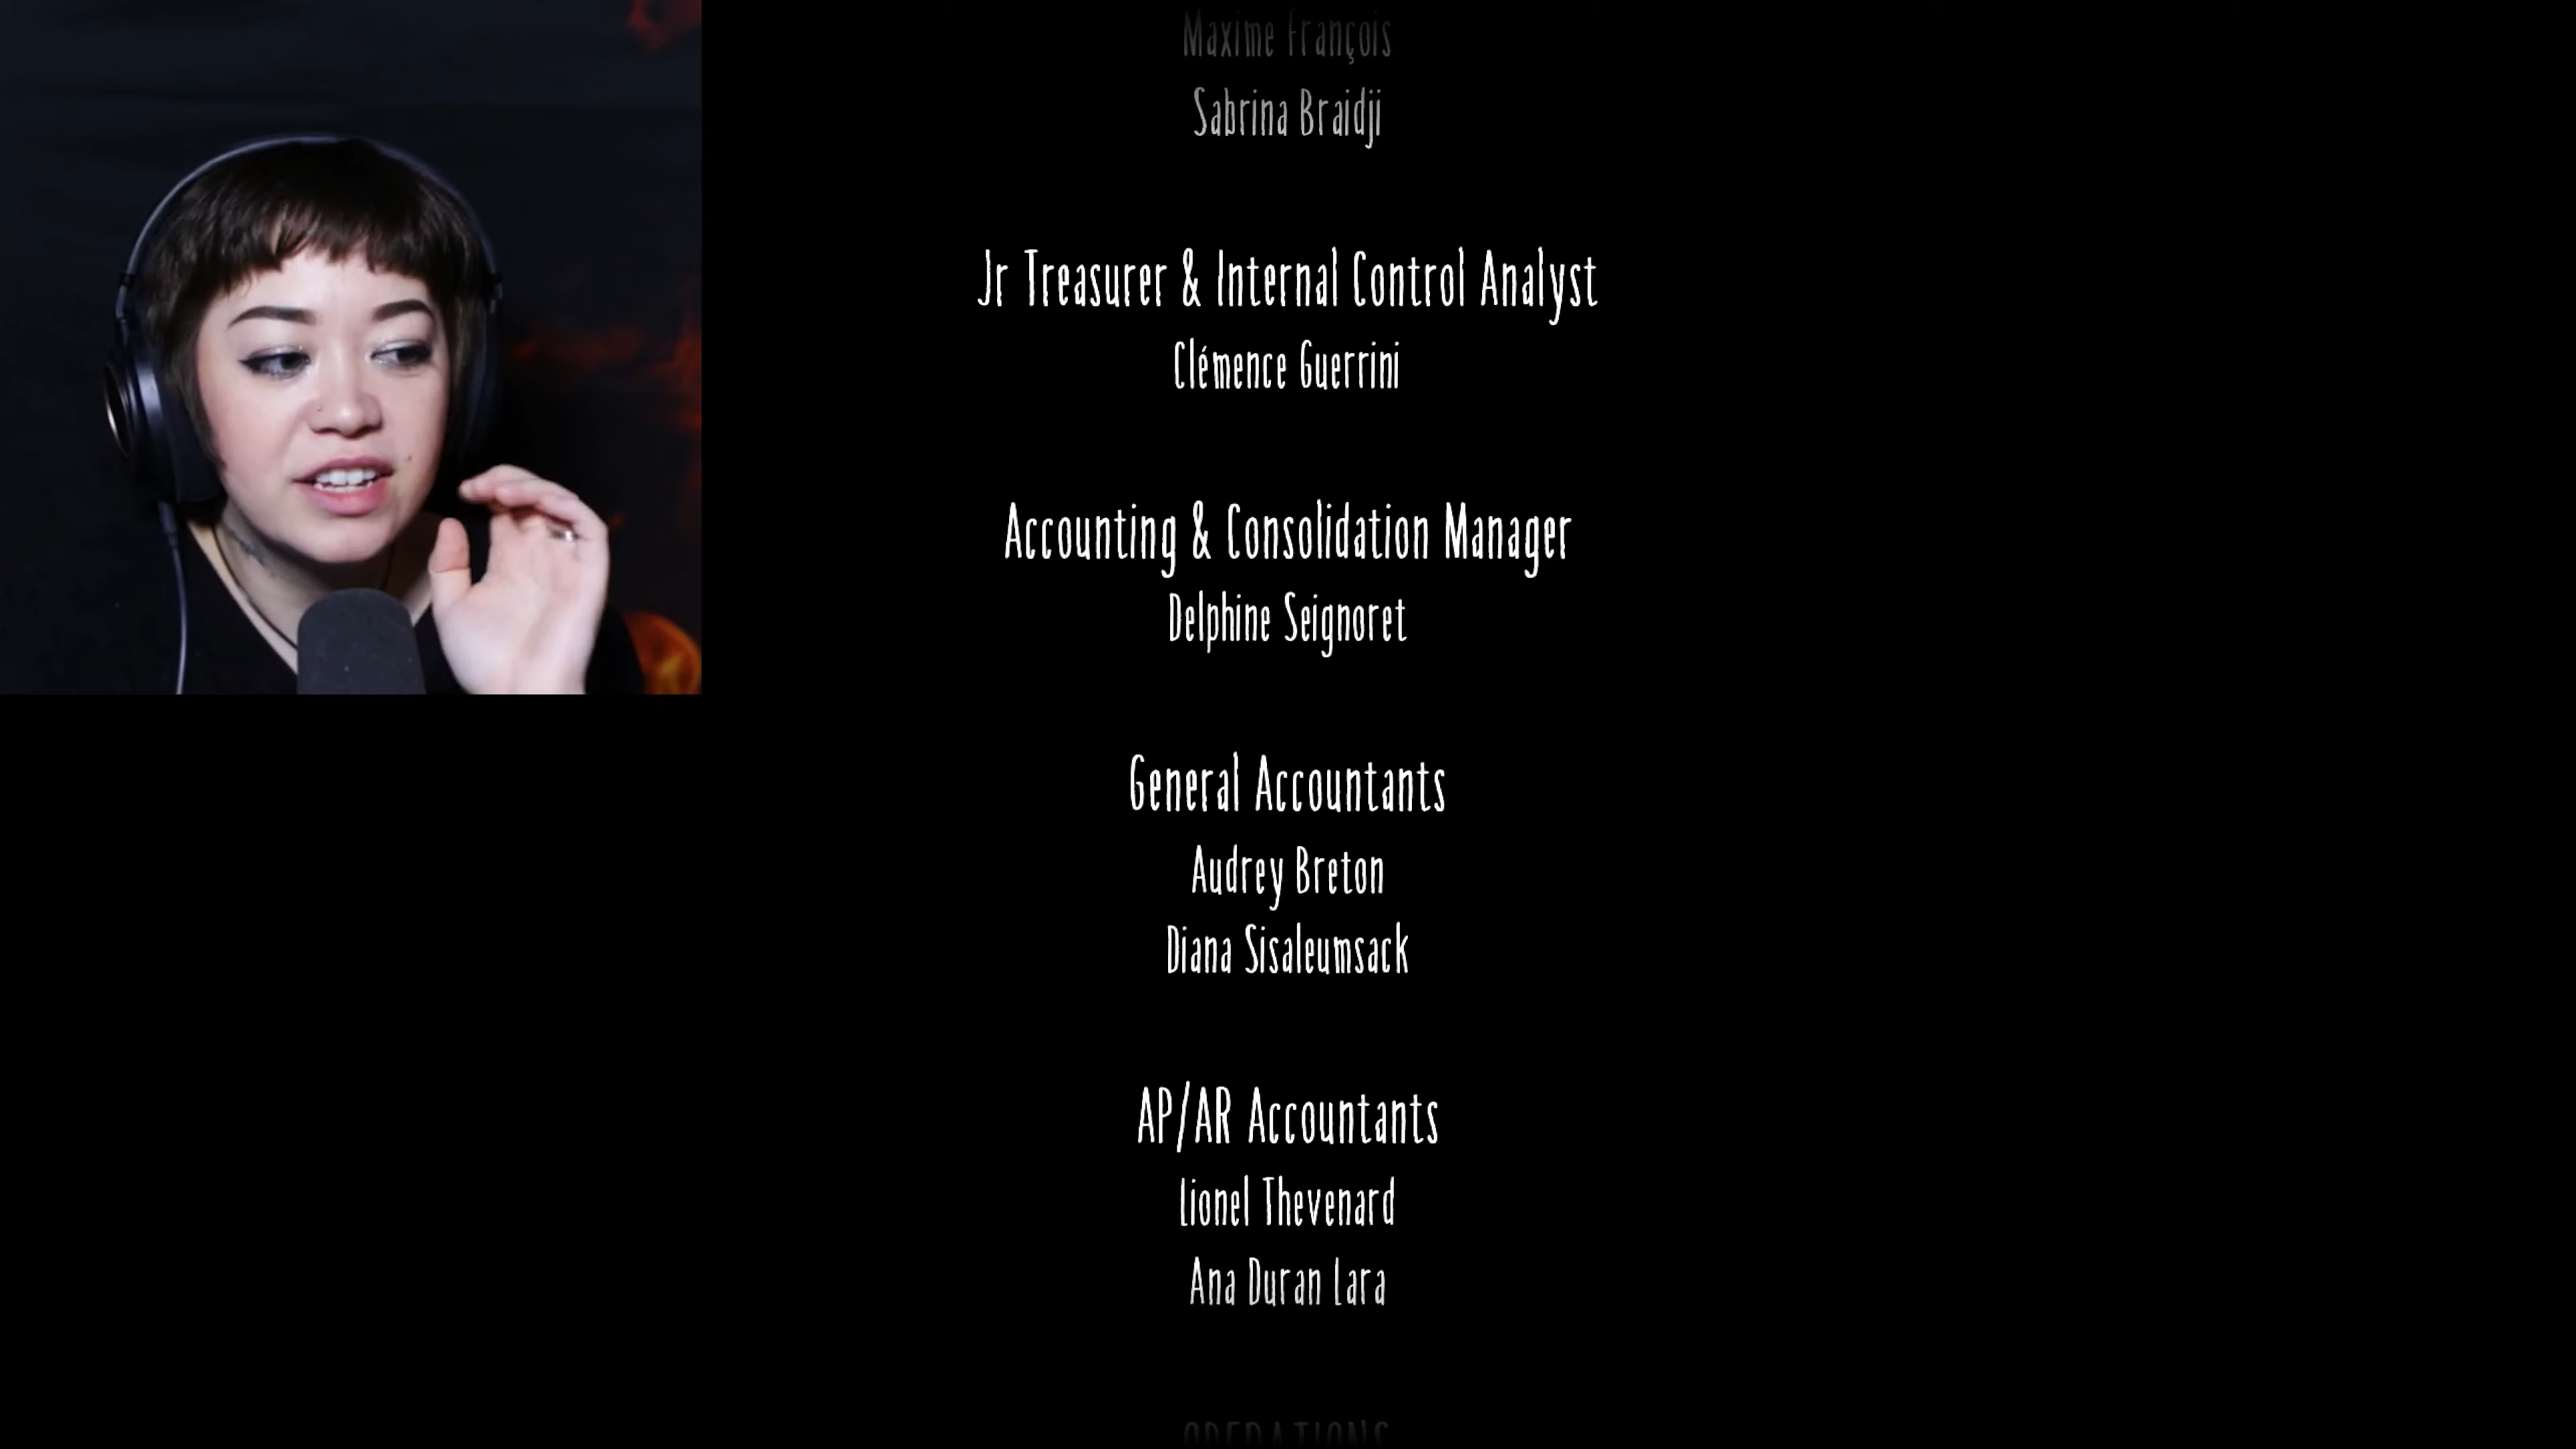 Maxime François
Sabrina Braidji
Jr Treasurer & Internal Control Analyst
Clémence Guerrini
Accounting & Consolidation Manager
Delphine Seignoret
General Accountants
Audrey Breton
Diana Sisaleumsack
AP/AR Accountants
Lionel Thevenard
Ana Duran Lara
OPERATIONS